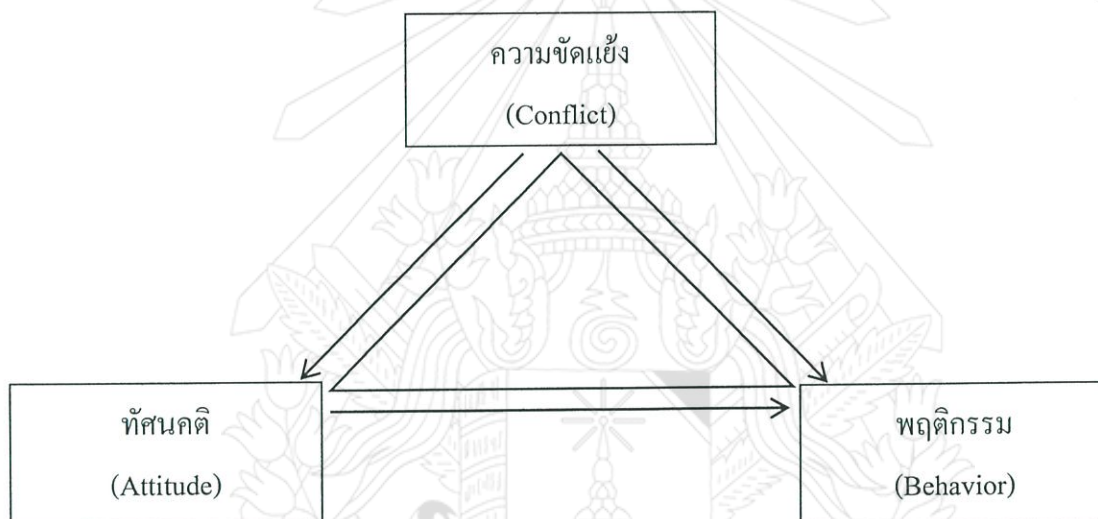 ความขัดแย้ง
(Conflict)
ทัศนคติ
(Attitude)
พฤติกรรม
(Behavior)